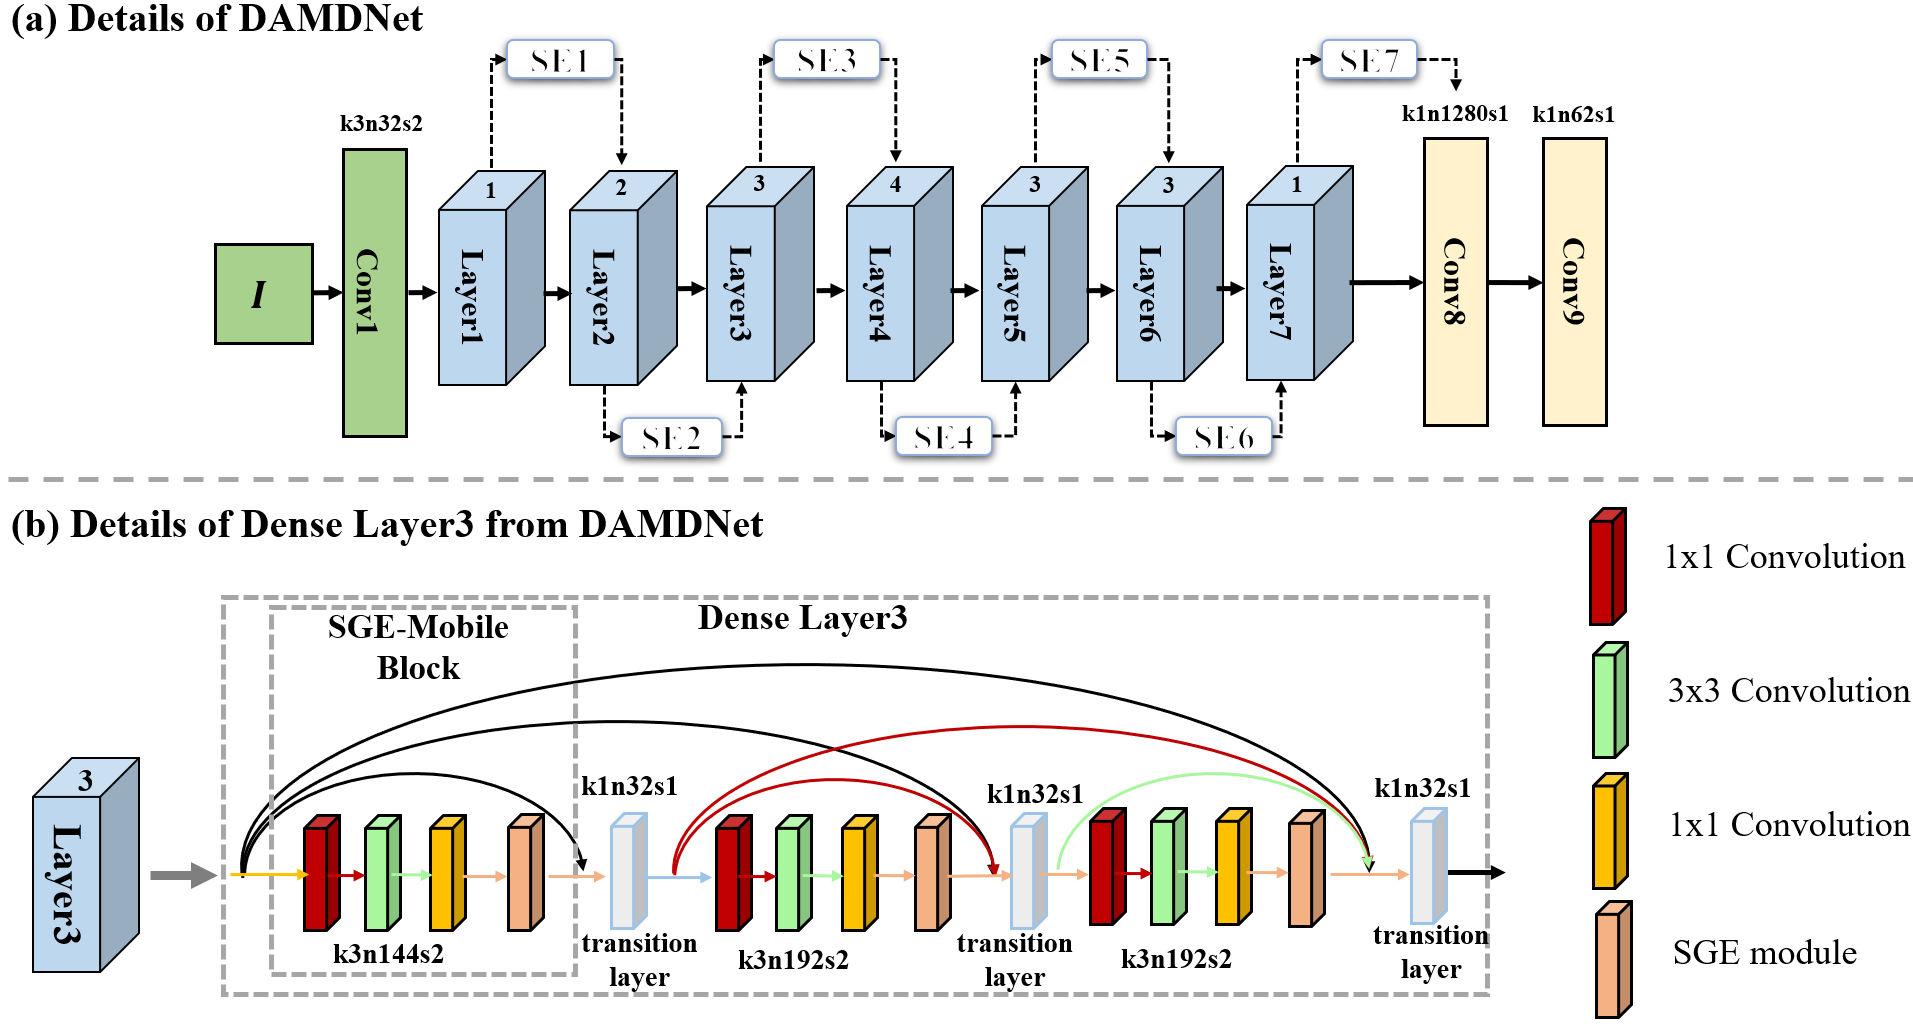 (a) Details of DAMDNet
SE1
SE3
SE5
SE7
k3n32s2
k1n1280s1
k1n62s1
1
2
3
4
3
3
1
I
Conv1
Layer1
Layer2
Layer3
Layer4
Layer5
Layer6
Layer7
Conv8
Conv9
SE2
SE4
SE6
(b) Details of Dense Layer3 from DAMDNet
1x1 Convolution
3x3 Convolution
1x1 Convolution
SGE module
Dense Layer3
SGE-Mobile
Block
3
Layer3
k1n32s1
k1n32s1
k1n32s1
k3n144s2
transition
layer
k3n192s2
transition
layer
k3n192s2
transition
layer